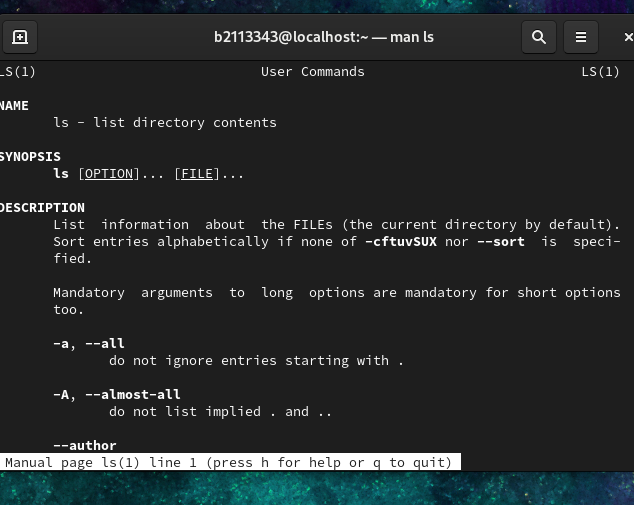 b2113343@localhost:~ — man ls
LS(1) User Commands LS(1)
NAME
ls - list directory contents
SYNOPSIS
ls [OPTION]... [FILE]...
DESCRIPTION
List information about the FILEs (the current directory by default).
Sort entries alphabetically if none of -cftuvSUX nor --sort is speci-
fied.
Mandatory arguments to long options are mandatory for short options
too.
-a, --all
do not ignore entries starting with .
-A, --almost-all
do not list implied . and ..
--author
Manual page ls(1) line 1 (press h for help or q to quit)